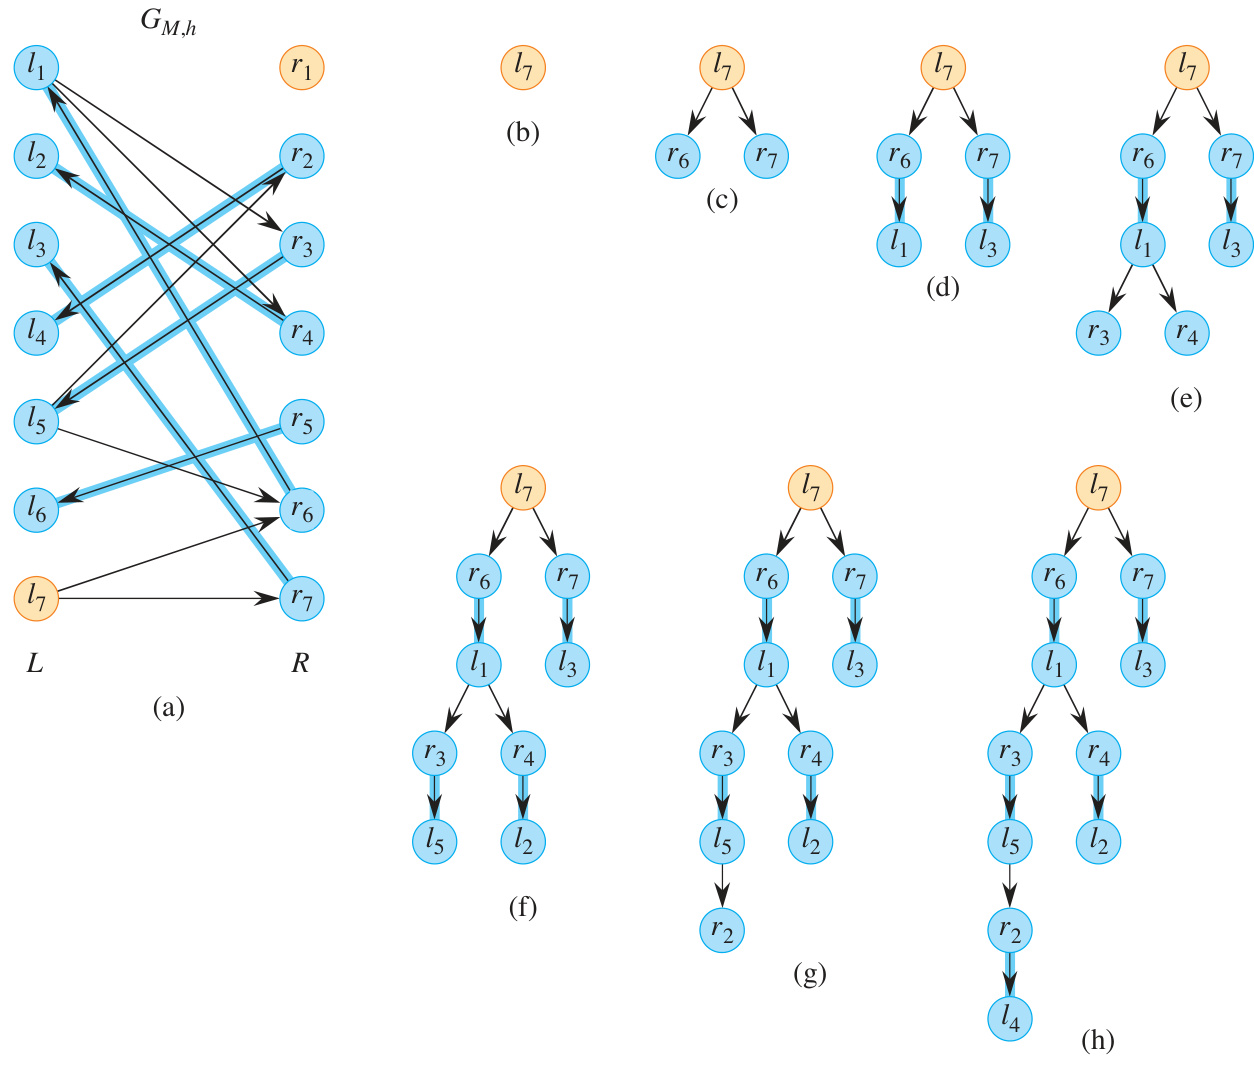 G_{M,h}
l_1 r_1
l_2 r_2
l_3 r_3
l_4 r_4
l_5 r_5
l_6 r_6
l_7 r_7
L R
(a)
l_7
(b)
l_7
r_6 r_7
(c)
l_7
r_6 r_7
l_1 l_3
(d)
l_7
r_6 r_7
l_1 l_3
r_3 r_4
(e)
l_7
r_6 r_7
l_1 l_3
r_3 r_4
l_5 l_2
(f)
l_7
r_6 r_7
l_1 l_3
r_3 r_4
l_5 l_2
r_2
(g)
l_7
r_6 r_7
l_1 l_3
r_3 r_4
l_5 l_2
r_2
l_4
(h)